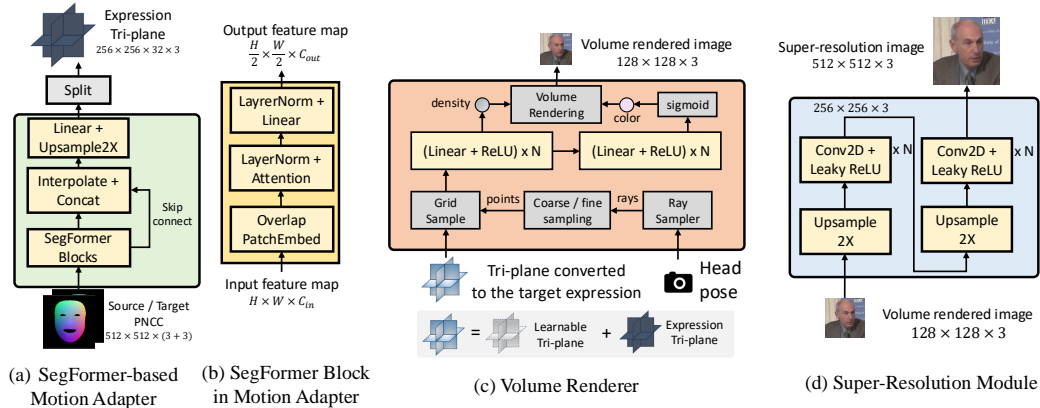 Expression
Tri-plane
256 × 256 × 32 × 3
Split
Linear +
Upsample2X
Interpolate +
Concat
Skip
connect
SegFormer
Blocks
Source / Target
PNCC
512 × 512 × (3 + 3)
(a) SegFormer-based
Motion Adapter
Output feature map
H/2 × W/2 × C_out
LayrerNorm +
Linear
LayerNorm +
Attention
Overlap
PatchEmbed
Input feature map
H × W × C_in
(b) SegFormer Block
in Motion Adapter
Volume rendered image
128 × 128 × 3
density
Volume
Rendering
color
sigmoid
(Linear + ReLU) x N
(Linear + ReLU) x N
Grid
Sample
points
Coarse / fine
sampling
rays
Ray
Sampler
Tri-plane converted
to the target expression
Head
pose
=
Learnable
Tri-plane
+
Expression
Tri-plane
(c) Volume Renderer
Super-resolution image
512 × 512 × 3
256 × 256 × 3
Conv2D +
Leaky ReLU
x N
Conv2D +
Leaky ReLU
x N
Upsample
2X
Upsample
2X
Volume rendered image
128 × 128 × 3
(d) Super-Resolution Module